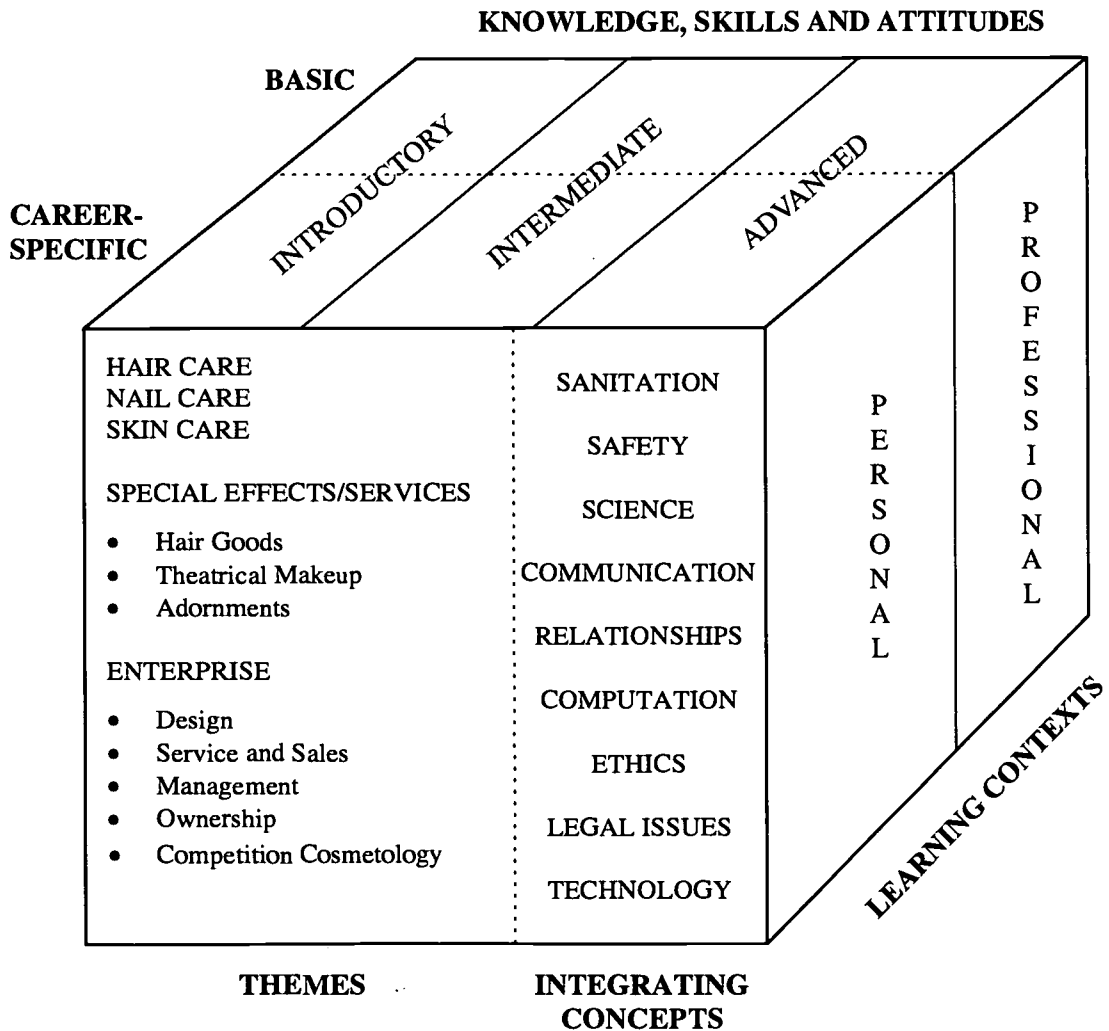 KNOWLEDGE, SKILLS AND ATTITUDES
BASIC
CAREER-
SPECIFIC
INTRODUCTORY
INTERMEDIATE
ADVANCED
HAIR CARE
NAIL CARE
SKIN CARE
SPECIAL EFFECTS/SERVICES
• Hair Goods
• Theatrical Makeup
• Adornments
ENTERPRISE
• Design
• Service and Sales
• Management
• Ownership
• Competition Cosmetology
SANITATION
SAFETY
SCIENCE
COMMUNICATION
RELATIONSHIPS
COMPUTATION
ETHICS
LEGAL ISSUES
TECHNOLOGY
PERSONAL
PROFESSIONAL
LEARNING CONTEXTS
THEMES
INTEGRATING
CONCEPTS